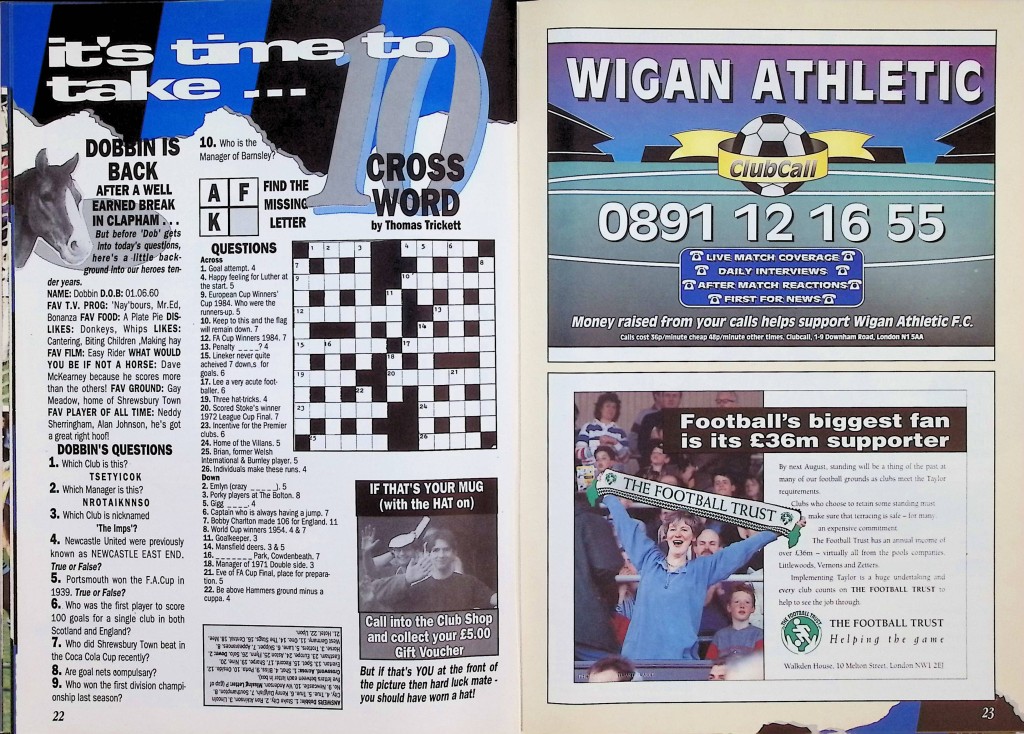 it's time to
take ...
10
DOBBIN IS
BACK
AFTER A WELL
EARNED BREAK
IN CLAPHAM . . .
But before 'Dob' gets
into today's questions,
here's a little back-
ground into our heroes ten-
der years.
NAME: Dobbin D.O.B: 01.06.60
FAV T.V. PROG: 'Nay'bours, Mr.Ed,
Bonanza FAV FOOD: A Plate Pie DIS-
LIKES: Donkeys, Whips LIKES:
Cantering, Biting Children ,Making hay
FAV FILM: Easy Rider WHAT WOULD
YOU BE IF NOT A HORSE: Dave
McKearney because he scores more
than the others! FAV GROUND: Gay
Meadow, home of Shrewsbury Town
FAV PLAYER OF ALL TIME: Neddy
Sherringham, Alan Johnson, he's got
a great right hoof!
DOBBIN'S QUESTIONS
1. Which Club is this?
TSETYICOK
2. Which Manager is this?
NROTAIKNNSO
3. Which Club is nicknamed
'The Imps'?
4. Newcastle United were previously
known as NEWCASTLE EAST END.
True or False?
5. Portsmouth won the F.A.Cup in
1939. True or False?
6. Who was the first player to score
100 goals for a single club in both
Scotland and England?
7. Who did Shrewsbury Town beat in
the Coca Cola Cup recently?
8. Are goal nets oompulsary?
9. Who won the first division champi-
onship last season?
22
10. Who is the
Manager of Barnsley?
A F
K
FIND THE
MISSING
LETTER
CROSS
WORD
by Thomas Trickett
QUESTIONS
Across
1. Goal attempt. 4
4. Happy feeling for Luther at
the start. 5
9. European Cup Winners'
Cup 1984. Who were the
runners-up. 5
10. Keep to this and the flag
will remain down. 7
12. FA Cup Winners 1984. 7
13. Penalty _____? 4
15. Lineker never quite
acheived 7 down,s for
goals. 6
17. Lee a very acute foot-
baller. 6
19. Three hat-tricks. 4
20. Scored Stoke's winner
1972 League Cup Final. 7
23. Incentive for the Premier
clubs. 6
24. Home of the Villans. 5
25. Brian, former Welsh
International & Burnley player. 5
26. Individuals make these runs. 4
Down
2. Emlyn (crazy _____). 5
3. Porky players at The Bolton. 8
5. Gigg _____. 4
6. Captain who is always having a jump. 7
7. Bobby Charlton made 106 for England. 11
8. World Cup winners 1954. 4 & 7
11. Goalkeeper. 3
14. Mansfield deers. 3 & 5
16. ________ Park, Cowdenbeath. 7
18. Manager of 1971 Double side. 3
21. Eve of FA Cup Final, place for prepara-
tion. 5
22. Be above Hammers ground minus a
cuppa. 4
IF THAT'S YOUR MUG
(with the HAT on)
Call into the Club Shop
and collect your £5.00
Gift Voucher
But if that's YOU at the front of
the picture then hard luck mate -
you should have worn a hat!
WIGAN ATHLETIC
ClubCall
0891 12 16 55
LIVE MATCH COVERAGE
DAILY INTERVIEWS
AFTER MATCH REACTIONS
FIRST FOR NEWS
Money raised from your calls helps support Wigan Athletic F.C.
Calls cost 36p/minute cheap 48p/minute other times. Clubcall, 1-9 Downham Road, London N1 5AA
Football's biggest fan
is its £36m supporter
THE FOOTBALL TRUST
By next August, standing will be a thing of the past at
many of our football grounds as clubs meet the Taylor
requirements.
Clubs who choose to retain some standing must
make sure that terracing is safe – for many
an expensive commitment.
The Football Trust has an annual income of
over £36m – virtually all from the pools companies
Littlewoods, Vernons and Zetters.
Implementing Taylor is a huge undertaking and
every club counts on THE FOOTBALL TRUST to
help to see the job through.
THE FOOTBALL TRUST
Helping the game
Walkden House, 10 Melton Street, London NW1 2EJ
23